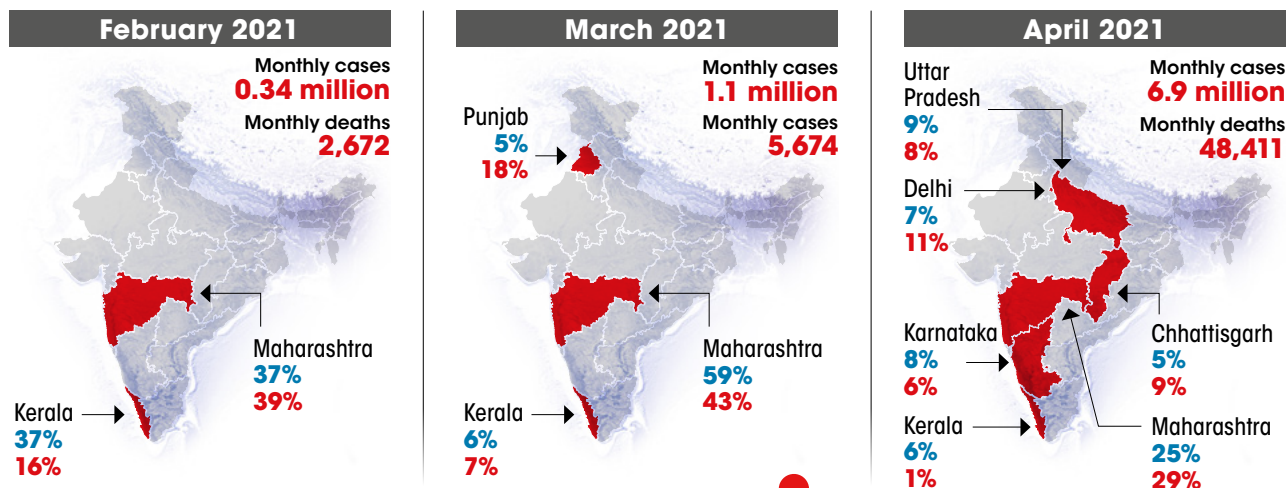 February 2021
Monthly cases
0.34 million
Monthly deaths
2,672
Maharashtra
37%
39%
Kerala
37%
16%
March 2021
Monthly cases
1.1 million
Monthly cases
5,674
Punjab
5%
18%
Maharashtra
59%
43%
Kerala
6%
7%
April 2021
Monthly cases
6.9 million
Monthly deaths
48,411
Uttar
Pradesh
9%
8%
Delhi
7%
11%
Karnataka
8%
6%
Chhattisgarh
5%
9%
Kerala
6%
1%
Maharashtra
25%
29%